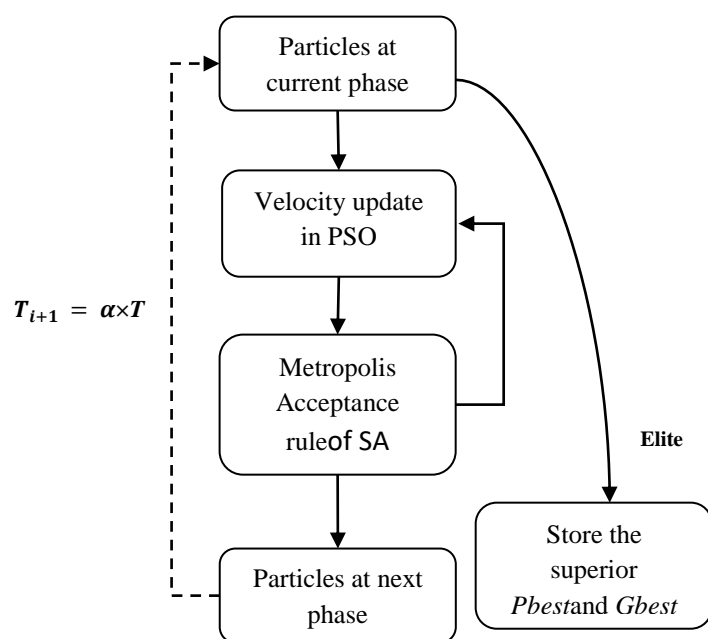 Particles at
current phase
Velocity update
in PSO
T_{i+1} = α×T
Metropolis
Acceptance
ruleof SA
Elite
Store the
superior
Pbestand Gbest
Particles at next
phase